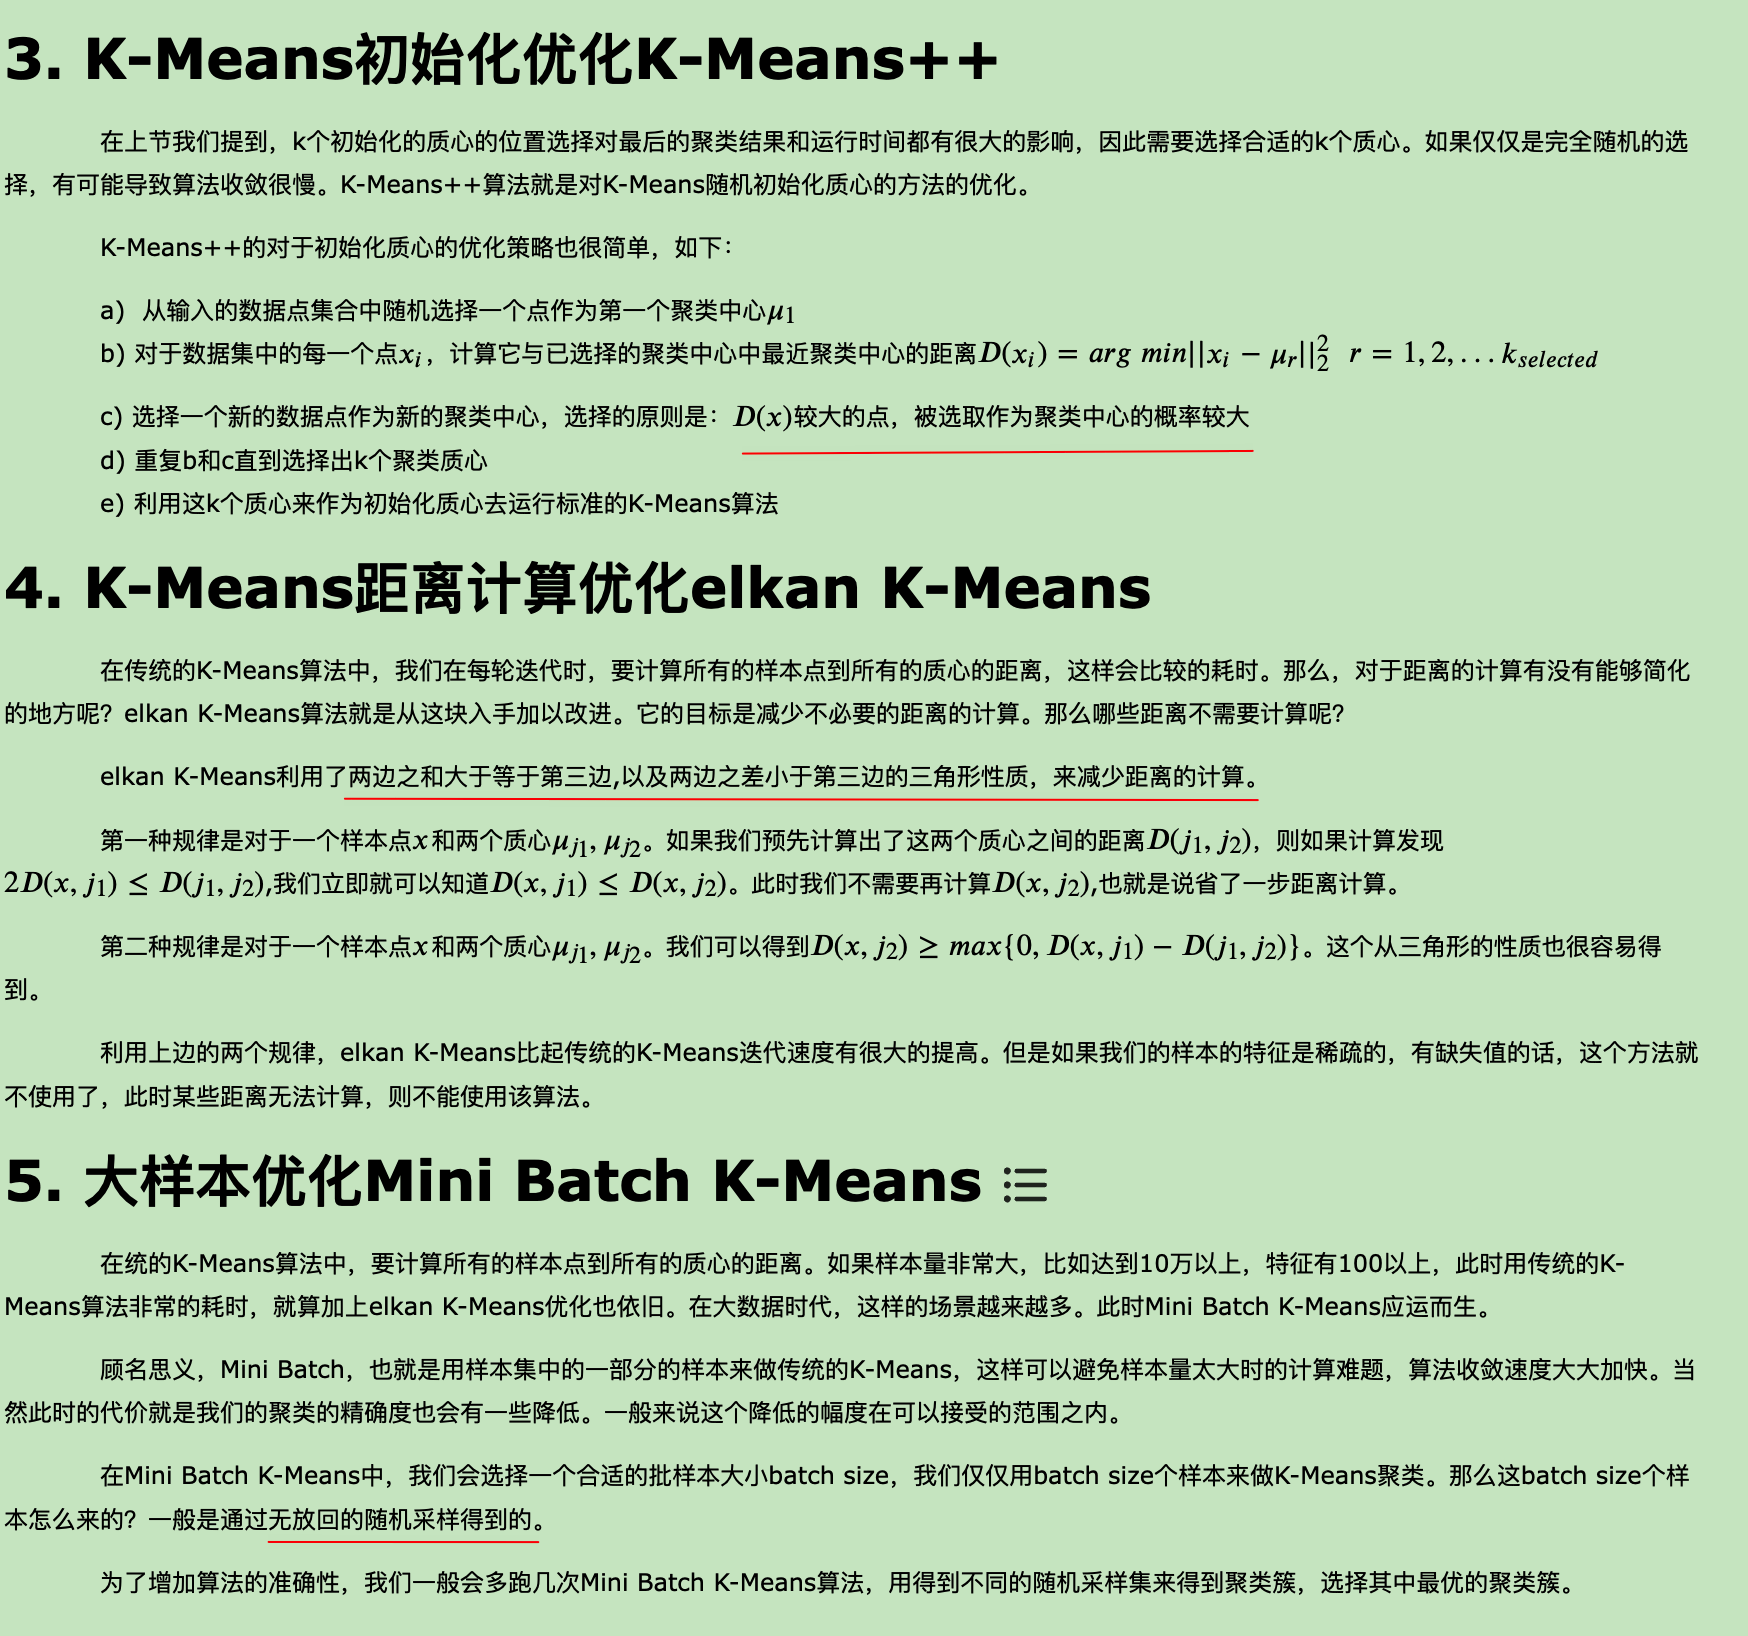 3. K-Means初始化优化K-Means++
在上节我们提到，k个初始化的质心的位置选择对最后的聚类结果和运行时间都有很大的影响，因此需要选择合适的k个质心。如果仅仅是完全随机的选
择，有可能导致算法收敛很慢。K-Means++算法就是对K-Means随机初始化质心的方法的优化。
K-Means++的对于初始化质心的优化策略也很简单，如下：
a) 从输入的数据点集合中随机选择一个点作为第一个聚类中心μ₁
b) 对于数据集中的每一个点xᵢ，计算它与已选择的聚类中心中最近聚类中心的距离D(xᵢ) = arg min||xᵢ − μᵣ||₂² r = 1, 2, . . . k_selected
c) 选择一个新的数据点作为新的聚类中心，选择的原则是：D(x)较大的点，被选取作为聚类中心的概率较大
d) 重复b和c直到选择出k个聚类质心
e) 利用这k个质心来作为初始化质心去运行标准的K-Means算法
4. K-Means距离计算优化elkan K-Means
在传统的K-Means算法中，我们在每轮迭代时，要计算所有的样本点到所有的质心的距离，这样会比较的耗时。那么，对于距离的计算有没有能够简化
的地方呢？elkan K-Means算法就是从这块入手加以改进。它的目标是减少不必要的距离的计算。那么哪些距离不需要计算呢？
elkan K-Means利用了两边之和大于等于第三边,以及两边之差小于第三边的三角形性质，来减少距离的计算。
第一种规律是对于一个样本点x和两个质心μ_j₁, μ_j₂。如果我们预先计算出了这两个质心之间的距离D(j₁, j₂)，则如果计算发现
2D(x, j₁) ≤ D(j₁, j₂),我们立即就可以知道D(x, j₁) ≤ D(x, j₂)。此时我们不需要再计算D(x, j₂),也就是说省了一步距离计算。
第二种规律是对于一个样本点x和两个质心μ_j₁, μ_j₂。我们可以得到D(x, j₂) ≥ max{0, D(x, j₁) − D(j₁, j₂)}。这个从三角形的性质也很容易得
到。
利用上边的两个规律，elkan K-Means比起传统的K-Means迭代速度有很大的提高。但是如果我们的样本的特征是稀疏的，有缺失值的话，这个方法就
不使用了，此时某些距离无法计算，则不能使用该算法。
5. 大样本优化Mini Batch K-Means
在统的K-Means算法中，要计算所有的样本点到所有的质心的距离。如果样本量非常大，比如达到10万以上，特征有100以上，此时用传统的K-
Means算法非常的耗时，就算加上elkan K-Means优化也依旧。在大数据时代，这样的场景越来越多。此时Mini Batch K-Means应运而生。
顾名思义，Mini Batch，也就是用样本集中的一部分的样本来做传统的K-Means，这样可以避免样本量太大时的计算难题，算法收敛速度大大加快。当
然此时的代价就是我们的聚类的精确度也会有一些降低。一般来说这个降低的幅度在可以接受的范围之内。
在Mini Batch K-Means中，我们会选择一个合适的批样本大小batch size，我们仅仅用batch size个样本来做K-Means聚类。那么这batch size个样
本怎么来的？一般是通过无放回的随机采样得到的。
为了增加算法的准确性，我们一般会多跑几次Mini Batch K-Means算法，用得到不同的随机采样集来得到聚类簇，选择其中最优的聚类簇。